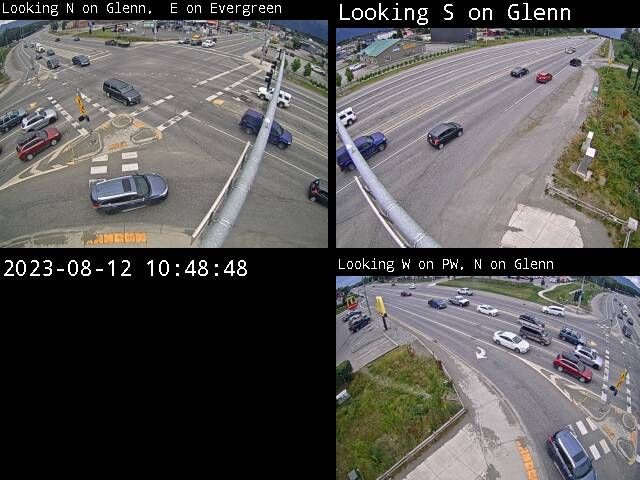 Looking N on Glenn,  E on Evergreen
Looking S on Glenn
2023-08-12 10:48:48
Looking W on PW, N on Glenn